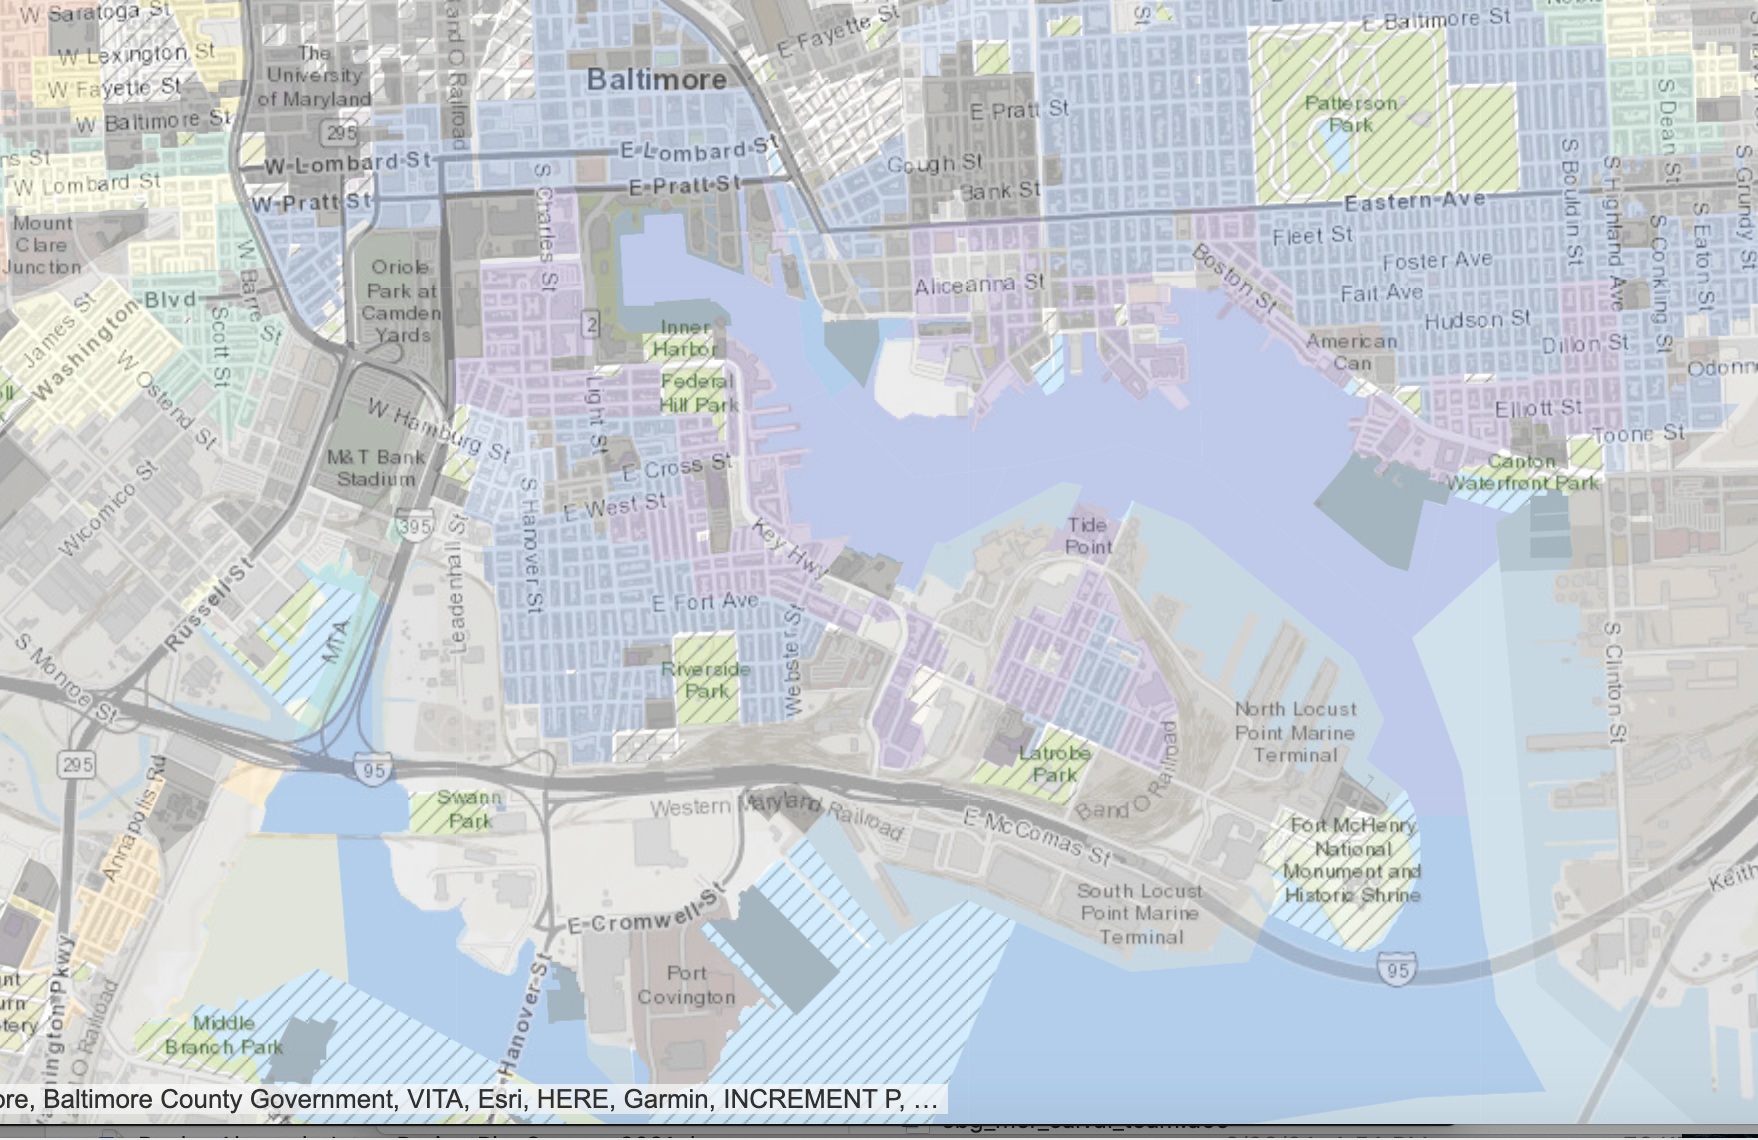 W Saratoga St
W Lexington St
W Fayette St
W Baltimore St
W Lombard St
The
University
of Maryland
295
and O Railroad
Baltimore
E Fayette St
St
E Baltimore St
E Pratt St
Patterson
Park
S Dean St
S Grundy St
W-Lombard-St
E-Lombard-St
W-Pratt-St
E-Pratt-St
Gough St
Bank St
Eastern-Ave
S Bouldin St
S Highland Ave
S Conkling St
S Eaton St
Mount
Clare
Junction
W Barre St
Oriole
Park at
Camden
Yards
S Charles St
2
Aliceanna St
Boston St
Fleet St
Foster Ave
Fait Ave
Hudson St
Dillon St
American
Can
Elliott St
Toone St
Canton
Waterfront Park
James St
Washington
Blvd
Scott St
W Ostend St
Inner
Harbor
Federal
Hill Park
Light St
W Hamburg St
M&T Bank
Stadium
E Cross St
E West St
Wicomico St
395
S Hanover St
Leadenhall St
Key Hwy
Tide
Point
E Fort Ave
Russell-St
MTA
S Monroe St
Riverside
Park
Webster St
S Clinton St
North Locust
Point Marine
Terminal
Latrobe
Park
Band O Railroad
295
95
Annapolis Rd
Swann
Park
Western Maryland Railroad
E McComas St
Fort McHenry
National
Monument and
Historic Shrine
South Locust
Point Marine
Terminal
Keith
95
E-Cromwell-St
Port
Covington
-Hanover-St
Middle
Branch Park
ington-Pkwy
O Railroad
ore, Baltimore County Government, VITA, Esri, HERE, Garmin, INCREMENT P, ...